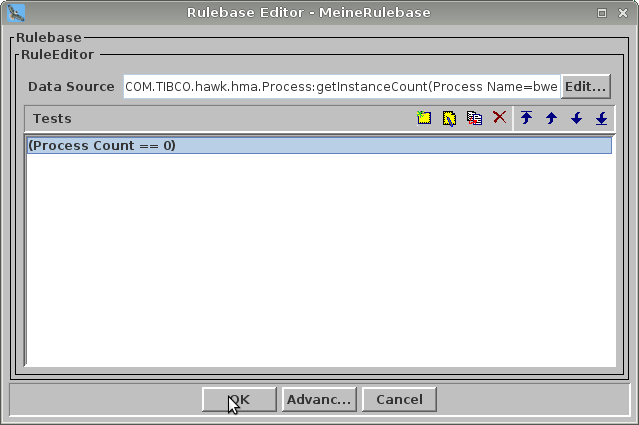 Rulebase Editor - MeineRulebase
Rulebase
RuleEditor
Data Source COM.TIBCO.hawk.hma.Process:getInstanceCount(Process Name=bwe Edit...
Tests
(Process Count == 0)
OK Advanc... Cancel